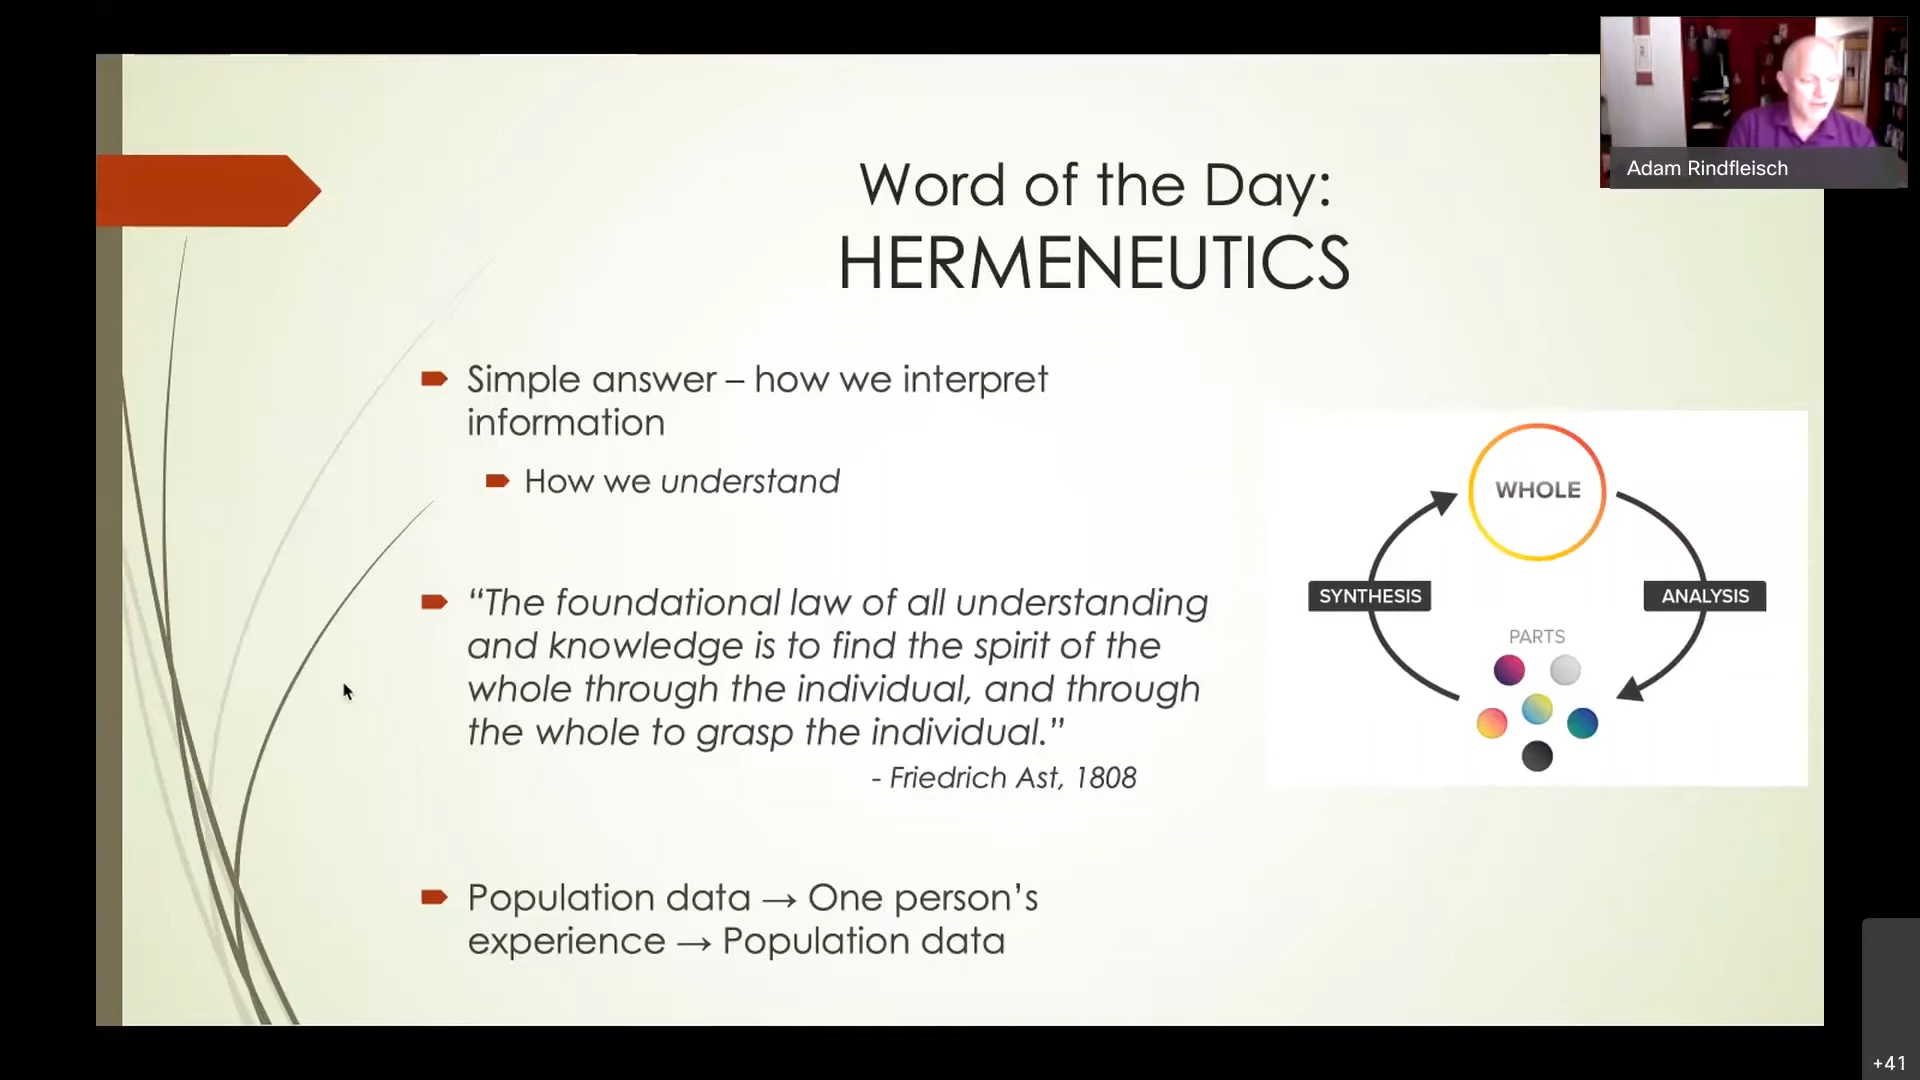 Adam Rindfleisch
Word of the Day:
HERMENEUTICS
Simple answer – how we interpret
information
How we understand
“The foundational law of all understanding
and knowledge is to find the spirit of the
whole through the individual, and through
the whole to grasp the individual.”
- Friedrich Ast, 1808
Population data → One person’s
experience → Population data
WHOLE
SYNTHESIS
ANALYSIS
PARTS
+41